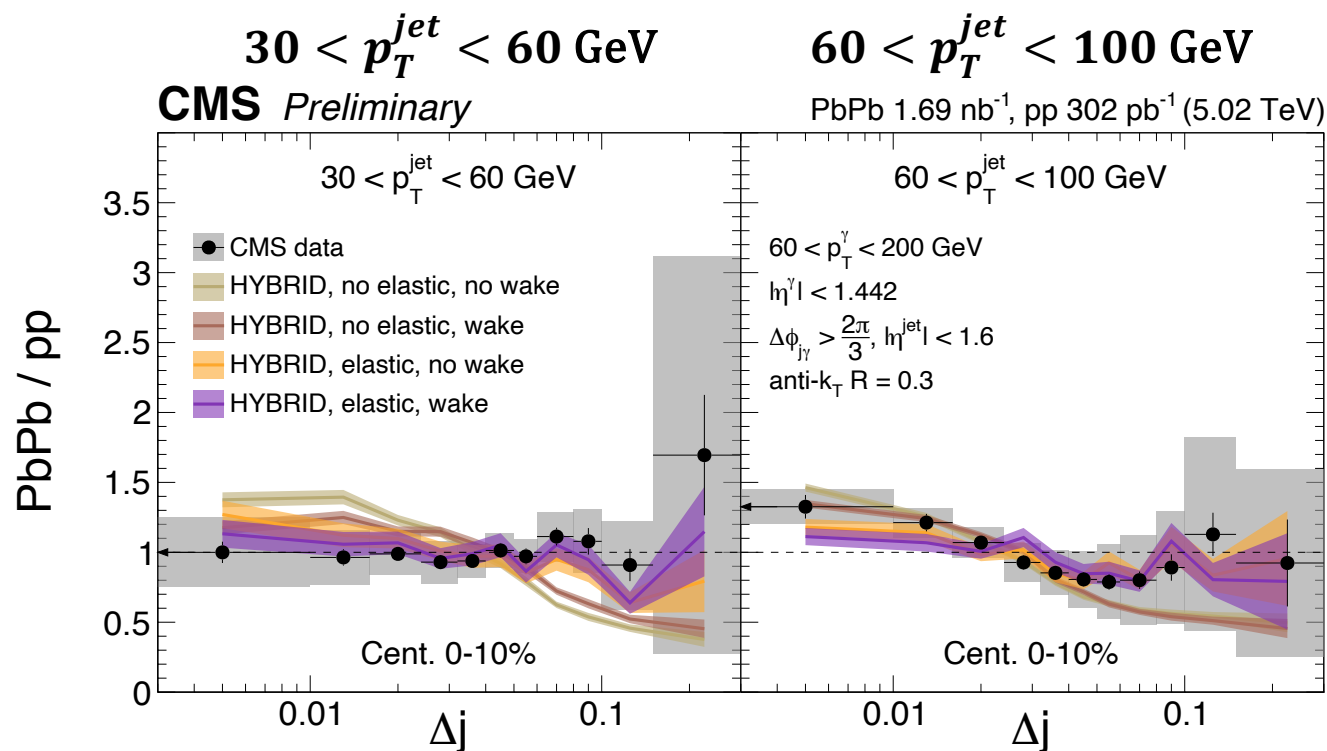 30 < p_T^jet < 60 GeV
60 < p_T^jet < 100 GeV
CMS Preliminary
PbPb 1.69 nb⁻¹, pp 302 pb⁻¹ (5.02 TeV)
30 < p_T^jet < 60 GeV
CMS data
HYBRID, no elastic, no wake
HYBRID, no elastic, wake
HYBRID, elastic, no wake
HYBRID, elastic, wake
Cent. 0-10%
60 < p_T^jet < 100 GeV
60 < p_T^γ < 200 GeV
|η^γ| < 1.442
Δφ_jγ > 2π/3, |η^jet| < 1.6
anti-k_T R = 0.3
Cent. 0-10%
PbPb / pp
3.5
3
2.5
2
1.5
1
0.5
0
0.01
0.1
0.01
0.1
Δj
Δj